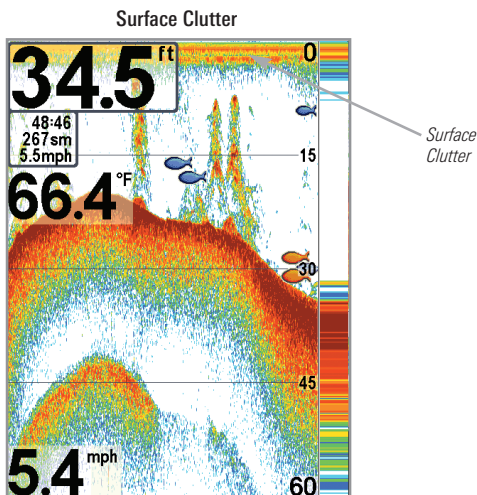 Surface Clutter
34.5 ft
0
48:46
267sm
5.5mph
Surface
Clutter
15
66.4 °F
30
45
5.4 mph
60